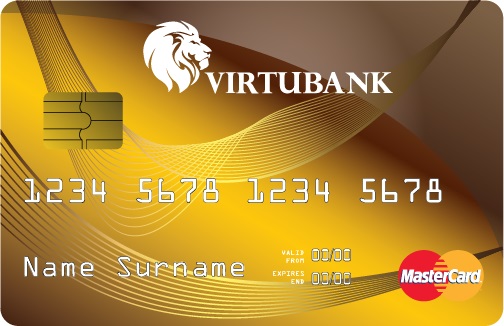 VIRTUBANK
1234 5678 1234 5678
VALID
FROM 00/00
Name Surname
EXPIRES
END 00/00
MasterCard